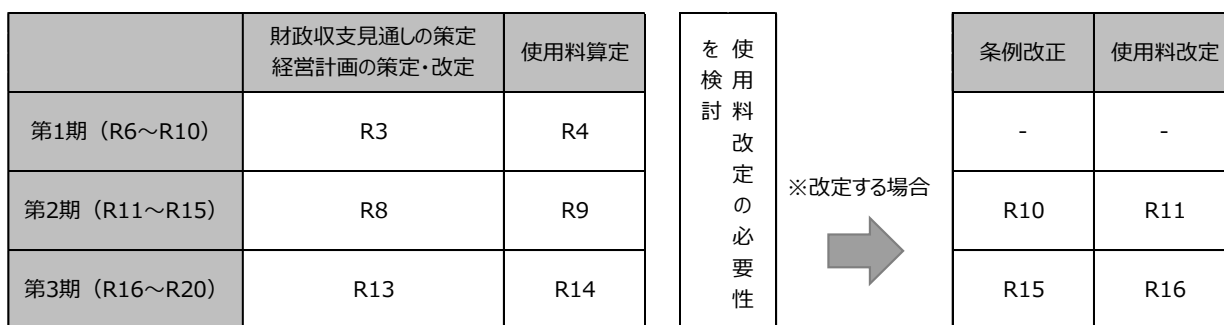 財政収支見通しの策定
経営計画の策定・改定
使用料算定
第1期（R6～R10）
R3
R4
第2期（R11～R15）
R8
R9
第3期（R16～R20）
R13
R14
使用料改定の必要性
を検討
※改定する場合
条例改正
使用料改定
-
-
R10
R11
R15
R16